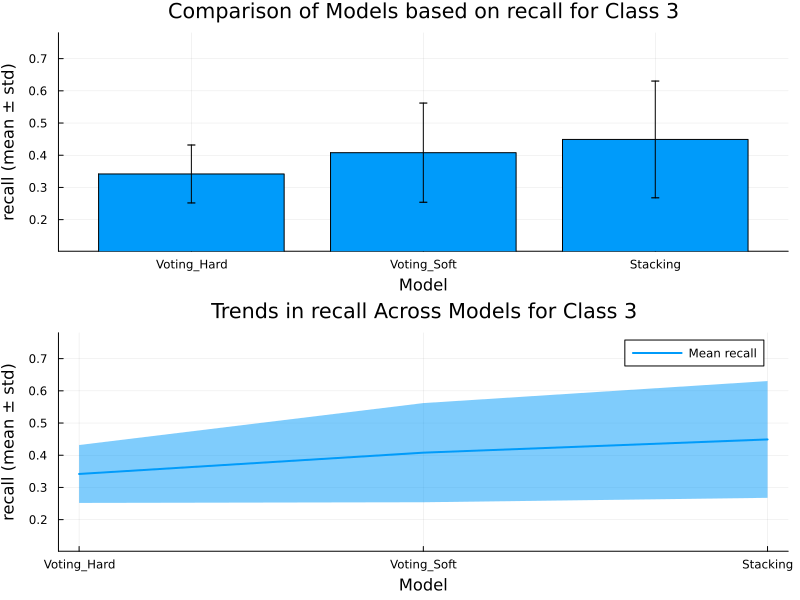 Comparison of Models based on recall for Class 3
recall (mean ± std)
0.7
0.6
0.5
0.4
0.3
0.2
Voting_Hard
Voting_Soft
Stacking
Model
Trends in recall Across Models for Class 3
recall (mean ± std)
0.7
0.6
0.5
0.4
0.3
0.2
Mean recall
Voting_Hard
Voting_Soft
Stacking
Model